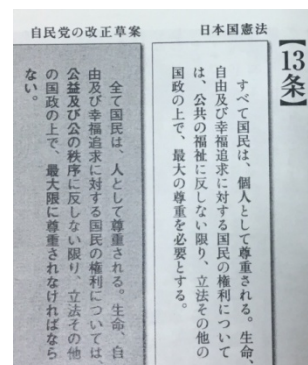 【13条】
日本国憲法
すべて国民は、個人として尊重される。生命、
自由及び幸福追求に対する国民の権利について
は、公共の福祉に反しない限り、立法その他の
国政の上で、最大の尊重を必要とする。
自民党の改正草案
全て国民は、人として尊重される。生命、自
由及び幸福追求に対する国民の権利については、
公益及び公の秩序に反しない限り、立法その他
の国政の上で、最大限に尊重されなければなら
ない。